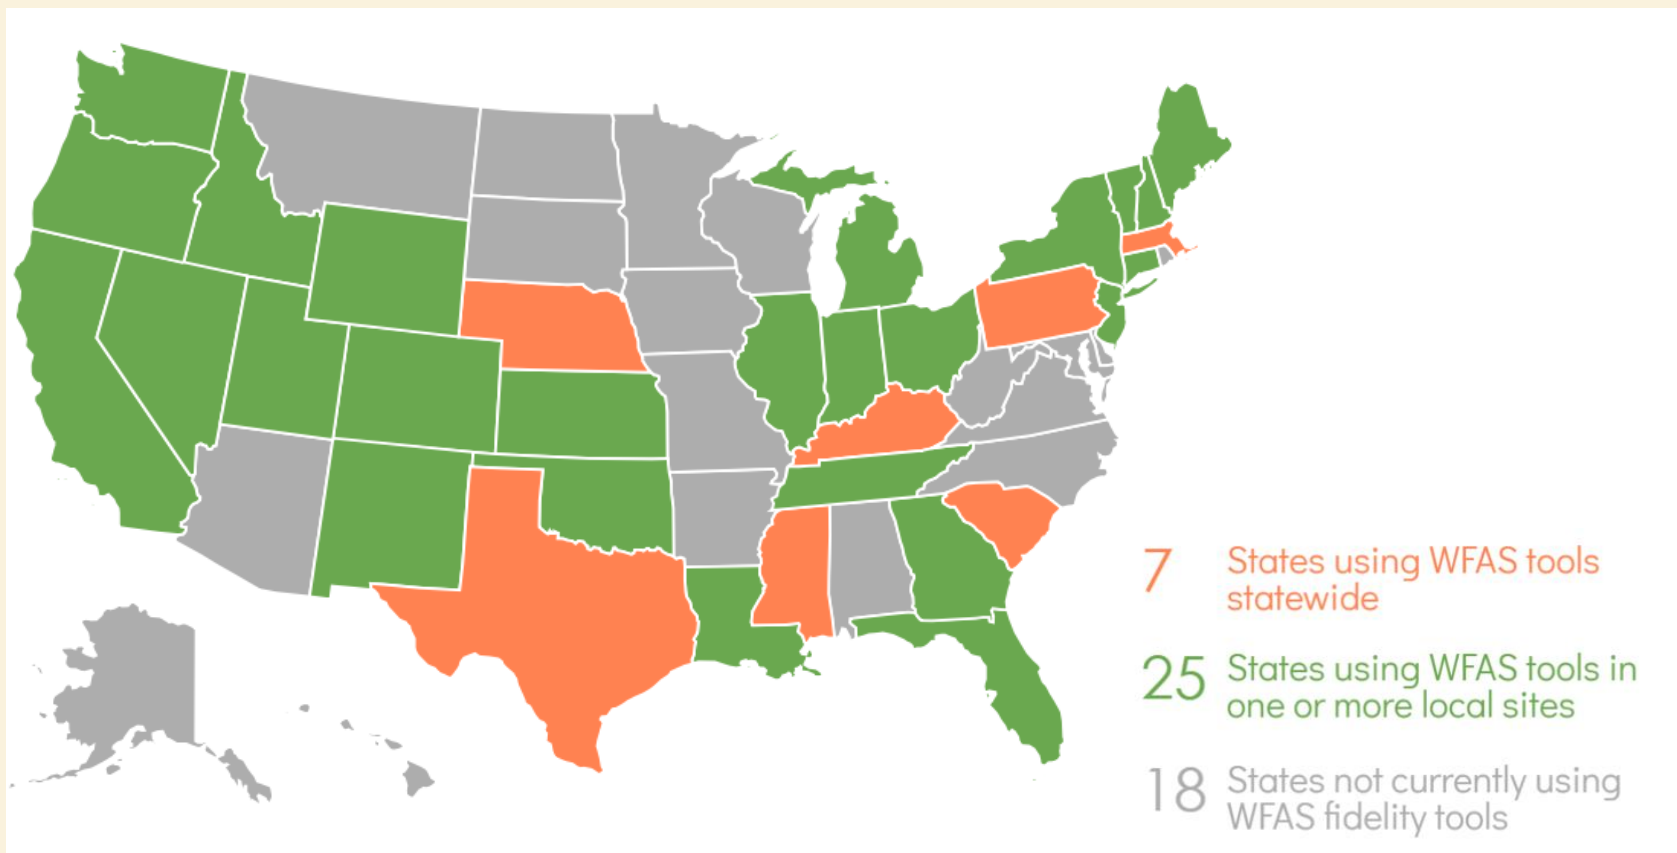 7
States using WFAS tools
statewide
25
States using WFAS tools in
one or more local sites
18
States not currently using
WFAS fidelity tools